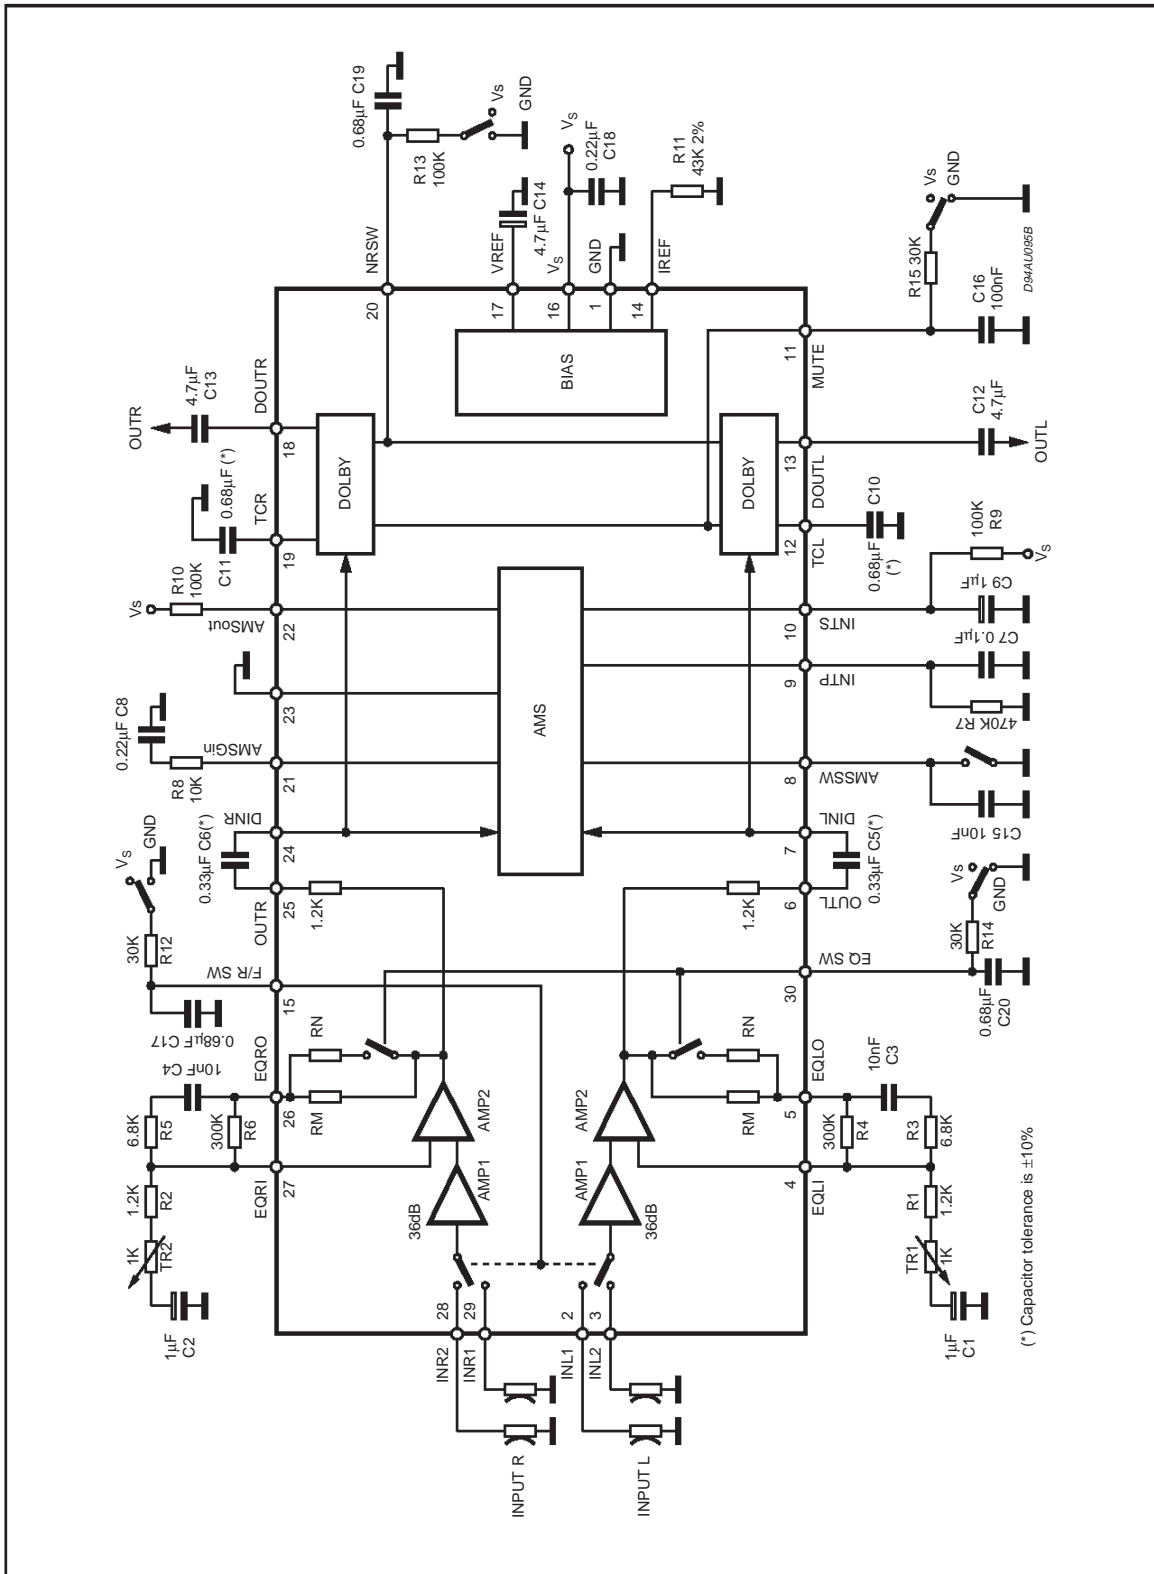 0.68µF C19
R13
100K
Vs
GND
NRSW
20
VREF
4.7µF C14
17
Vs
Vs
0.22µF
C18
16
GND
1
IREF
R11
43K 2%
14
BIAS
R15 30K
Vs
GND
C16
100nF
11
MUTE
D94AU095B
OUTR
4.7µF
C13
DOUTR
18
DOLBY
DOLBY
13
DOUTL
C12
4.7µF
OUTL
TCR
C11
0.68µF (*)
19
12
TCL
0.68µF
(*)
C10
Vs
R10
100K
AMSout
22
10
INTS
100K
R9
Vs
C9 1µF
23
AMS
9
INTP
C7 0.1µF
470K R7
0.22µF C8
R8
10K
AMSGin
21
8
AMSSW
C15 10nF
DINR
24
7
DINL
0.33µF C6(*)
0.33µF C5(*)
OUTR
25
1.2K
1.2K
6
OUTL
Vs
GND
30K
R12
F/R SW
15
0.68µF C17
30
EQ SW
30K
R14
Vs
GND
0.68µF
C20
10nF C4
EQRO
26
RN
RM
RN
RM
5
EQLO
10nF
C3
6.8K
R5
300K
R6
AMP2
AMP2
300K
R4
R3
6.8K
EQRI
27
4
EQLI
1.2K
R2
AMP1
36dB
AMP1
36dB
R1
1.2K
1K
TR2
TR1
1K
1µF
C2
1µF
C1
28
29
2
3
INR2
INR1
INL1
INL2
INPUT R
INPUT L
(*) Capacitor tolerance is ±10%